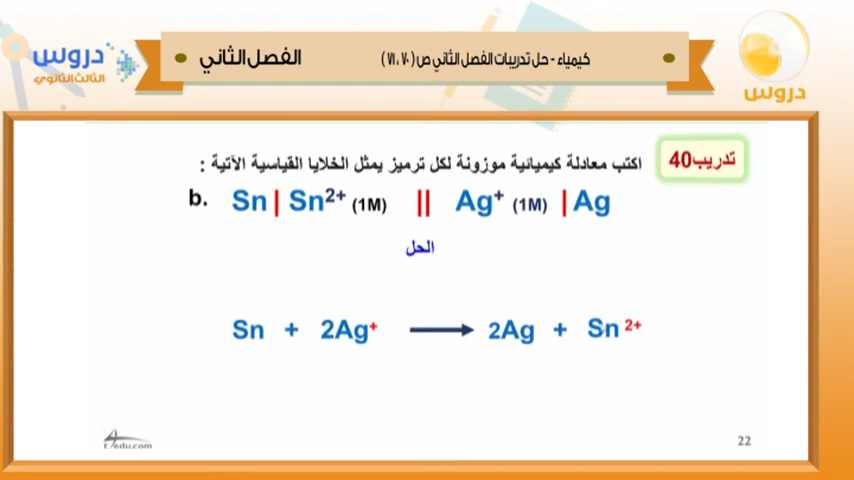 دروس
الثالث الثانوي
الفصل الثاني
كيمياء - حل تدريبات الفصل الثاني ص ( ٧٠ ، ٧١ )
دروس
تدريب40
اكتب معادلة كيميائية موزونة لكل ترميز يمثل الخلايا القياسية الآتية :
b. Sn | Sn²⁺ (1M) || Ag⁺ (1M) | Ag
الحل
Sn + 2Ag⁺ ⟶ 2Ag + Sn ²⁺
t4edu.com
22